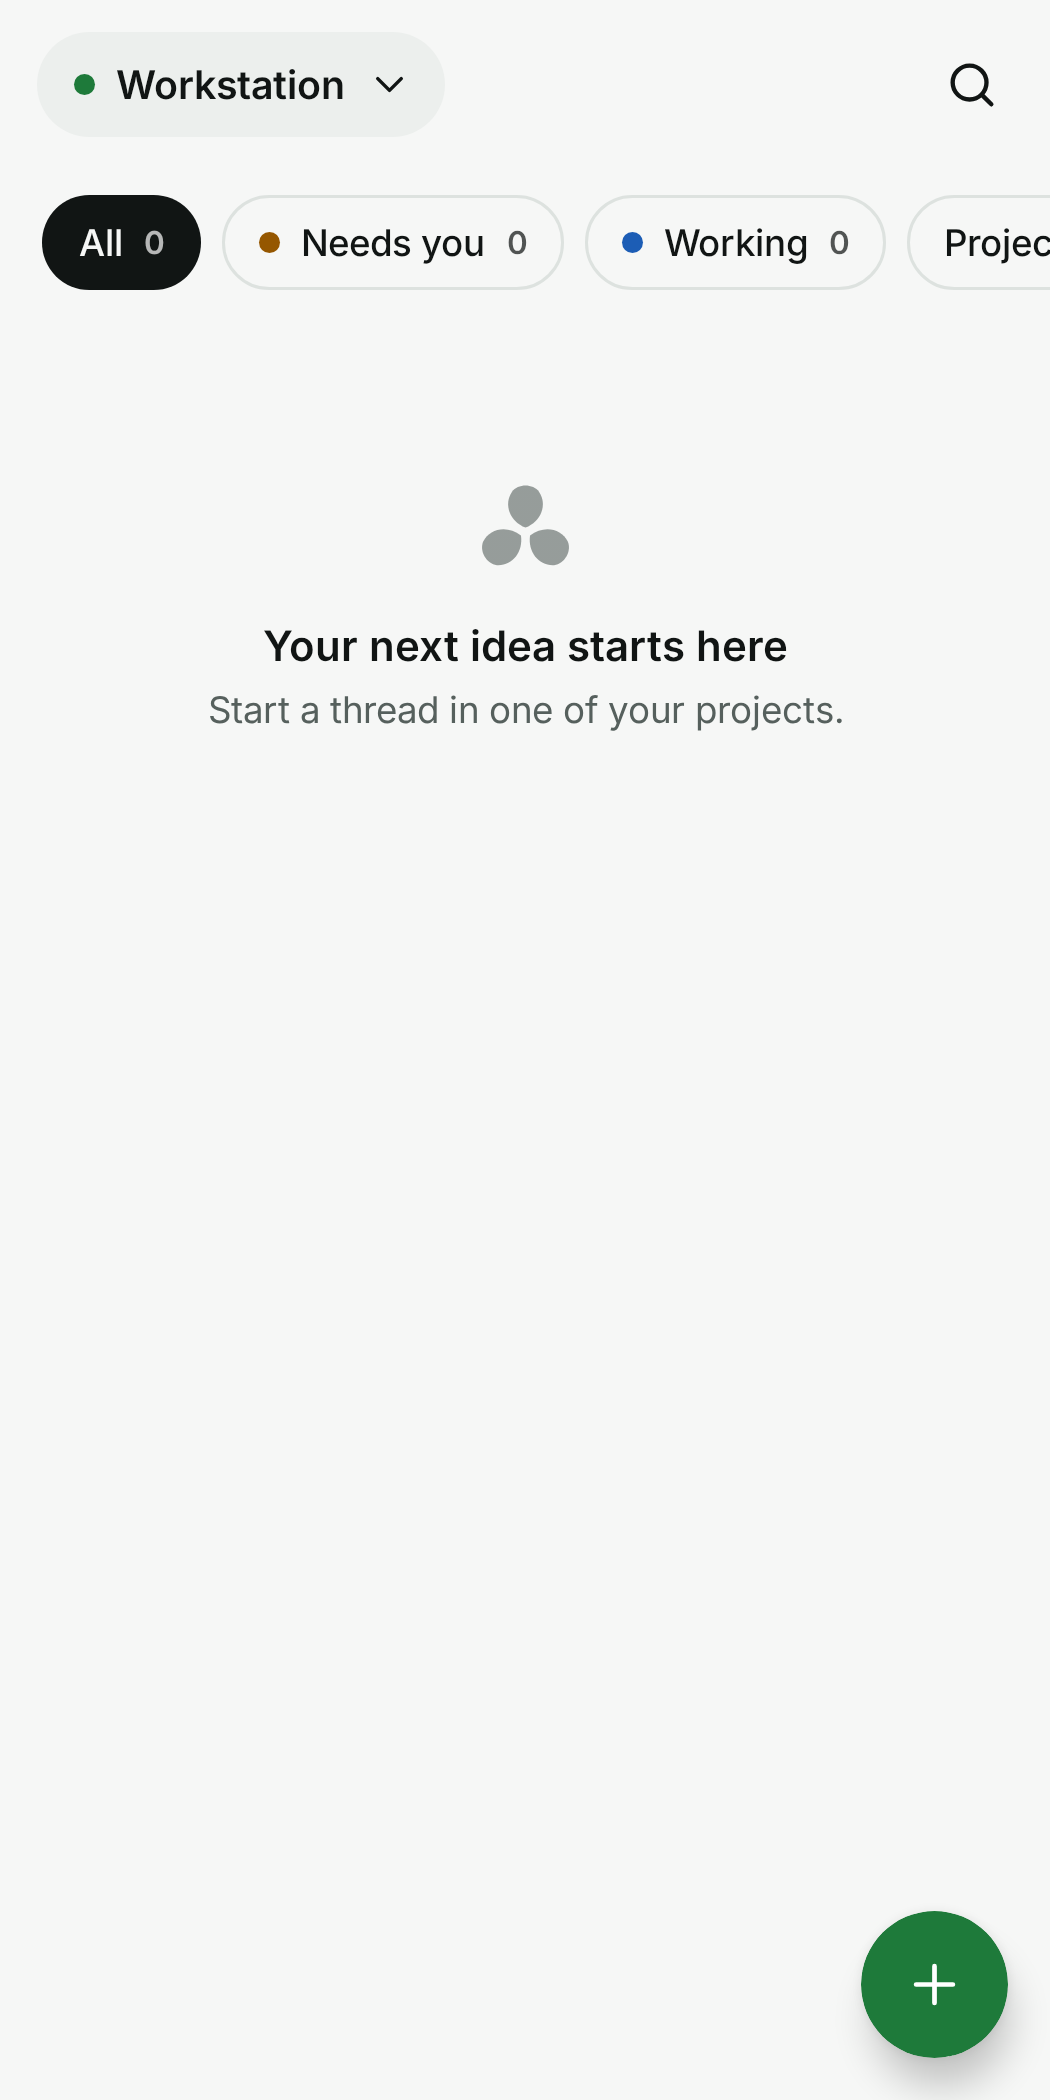 Workstation
All 0 Needs you 0 Working 0 Projec
Your next idea starts here
Start a thread in one of your projects.